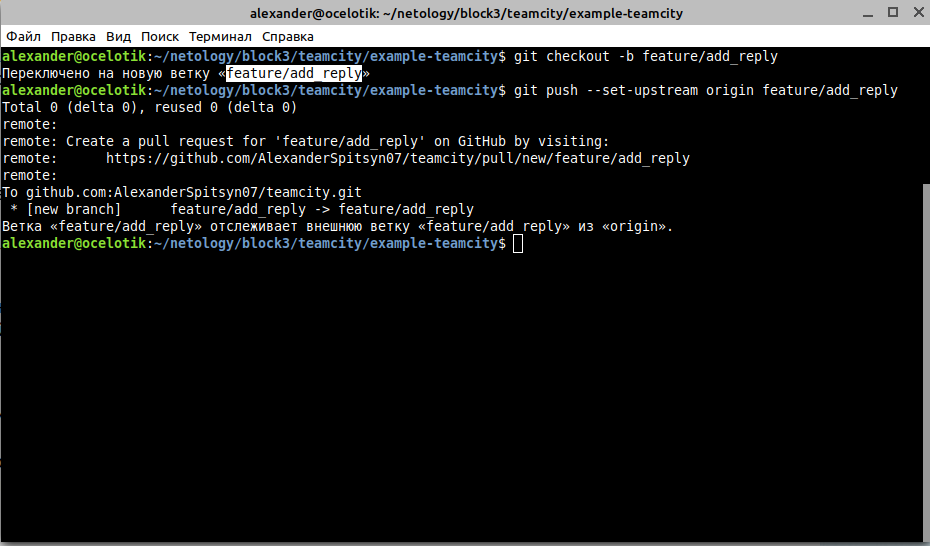 alexander@ocelotik: ~/netology/block3/teamcity/example-teamcity
Файл Правка Вид Поиск Терминал Справка
alexander@ocelotik:~/netology/block3/teamcity/example-teamcity$ git checkout -b feature/add_reply
Переключено на новую ветку «feature/add_reply»
alexander@ocelotik:~/netology/block3/teamcity/example-teamcity$ git push --set-upstream origin feature/add_reply
Total 0 (delta 0), reused 0 (delta 0)
remote:
remote: Create a pull request for 'feature/add_reply' on GitHub by visiting:
remote:      https://github.com/AlexanderSpitsyn07/teamcity/pull/new/feature/add_reply
remote:
To github.com:AlexanderSpitsyn07/teamcity.git
 * [new branch]      feature/add_reply -> feature/add_reply
Ветка «feature/add_reply» отслеживает внешнюю ветку «feature/add_reply» из «origin».
alexander@ocelotik:~/netology/block3/teamcity/example-teamcity$